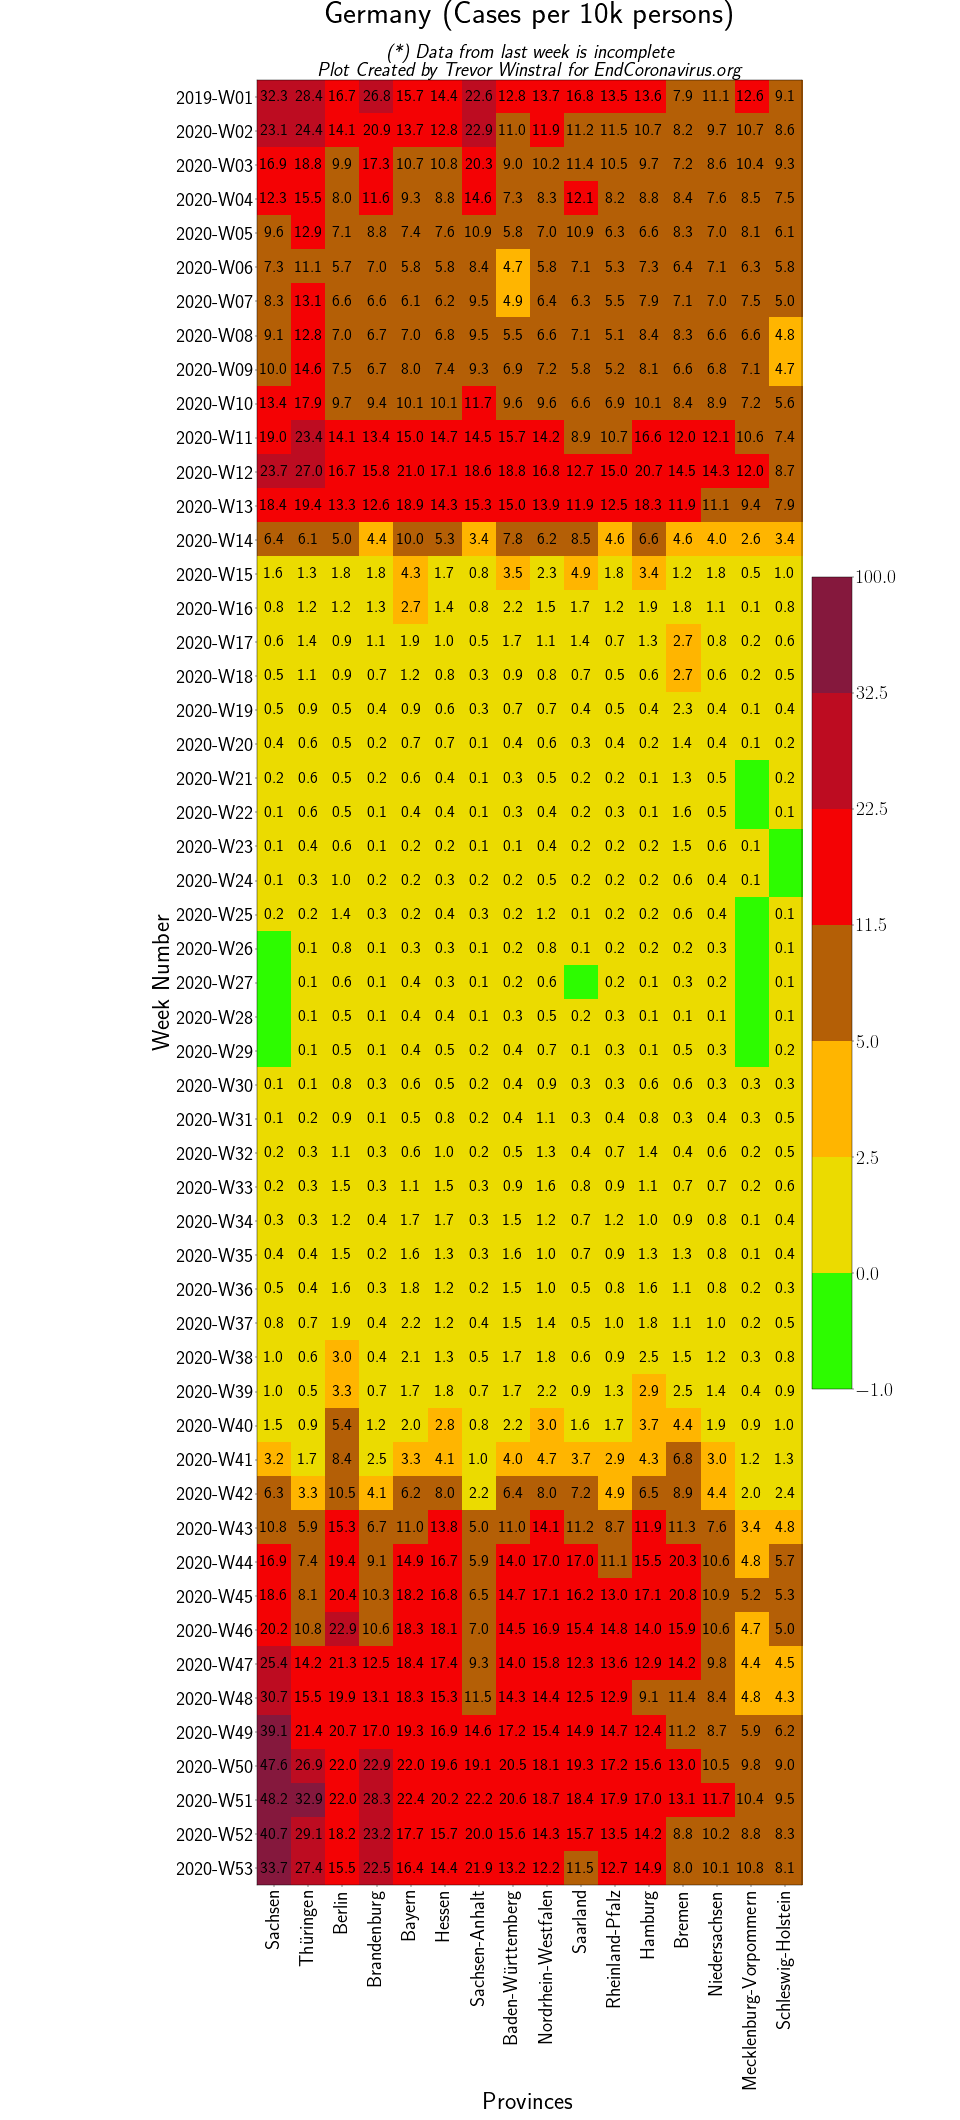 Germany (Cases per 10k persons)
(*) Data from last week is incomplete
Plot Created by Trevor Winstral for EndCoronavirus.org
2019-W01 32.3 28.4 16.7 26.8 15.7 14.4 22.6 12.8 13.7 16.8 13.5 13.6 7.9 11.1 12.6 9.1
2020-W02 23.1 24.4 14.1 20.9 13.7 12.8 22.9 11.0 11.9 11.2 11.5 10.7 8.2 9.7 10.7 8.6
2020-W03 16.9 18.8 9.9 17.3 10.7 10.8 20.3 9.0 10.2 11.4 10.5 9.7 7.2 8.6 10.4 9.3
2020-W04 12.3 15.5 8.0 11.6 9.3 8.8 14.6 7.3 8.3 12.1 8.2 8.8 8.4 7.6 8.5 7.5
2020-W05 9.6 12.9 7.1 8.8 7.4 7.6 10.9 5.8 7.0 10.9 6.3 6.6 8.3 7.0 8.1 6.1
2020-W06 7.3 11.1 5.7 7.0 5.8 5.8 8.4 4.7 5.8 7.1 5.3 7.3 6.4 7.1 6.3 5.8
2020-W07 8.3 13.1 6.6 6.6 6.1 6.2 9.5 4.9 6.4 6.3 5.5 7.9 7.1 7.0 7.5 5.0
2020-W08 9.1 12.8 7.0 6.7 7.0 6.8 9.5 5.5 6.6 7.1 5.1 8.4 8.3 6.6 6.6 4.8
2020-W09 10.0 14.6 7.5 6.7 8.0 7.4 9.3 6.9 7.2 5.8 5.2 8.1 6.6 6.8 7.1 4.7
2020-W10 13.4 17.9 9.7 9.4 10.1 10.1 11.7 9.6 9.6 6.6 6.9 10.1 8.4 8.9 7.2 5.6
2020-W11 19.0 23.4 14.1 13.4 15.0 14.7 14.5 15.7 14.2 8.9 10.7 16.6 12.0 12.1 10.6 7.4
2020-W12 23.7 27.0 16.7 15.8 21.0 17.1 18.6 18.8 16.8 12.7 15.0 20.7 14.5 14.3 12.0 8.7
2020-W13 18.4 19.4 13.3 12.6 18.9 14.3 15.3 15.0 13.9 11.9 12.5 18.3 11.9 11.1 9.4 7.9
2020-W14 6.4 6.1 5.0 4.4 10.0 5.3 3.4 7.8 6.2 8.5 4.6 6.6 4.6 4.0 2.6 3.4
2020-W15 1.6 1.3 1.8 1.8 4.3 1.7 0.8 3.5 2.3 4.9 1.8 3.4 1.2 1.8 0.5 1.0
2020-W16 0.8 1.2 1.2 1.3 2.7 1.4 0.8 2.2 1.5 1.7 1.2 1.9 1.8 1.1 0.1 0.8
2020-W17 0.6 1.4 0.9 1.1 1.9 1.0 0.5 1.7 1.1 1.4 0.7 1.3 2.7 0.8 0.2 0.6
2020-W18 0.5 1.1 0.9 0.7 1.2 0.8 0.3 0.9 0.8 0.7 0.5 0.6 2.7 0.6 0.2 0.5
2020-W19 0.5 0.9 0.5 0.4 0.9 0.6 0.3 0.7 0.7 0.4 0.5 0.4 2.3 0.4 0.1 0.4
2020-W20 0.4 0.6 0.5 0.2 0.7 0.7 0.1 0.4 0.6 0.3 0.4 0.2 1.4 0.4 0.1 0.2
2020-W21 0.2 0.6 0.5 0.2 0.6 0.4 0.1 0.3 0.5 0.2 0.2 0.1 1.3 0.5 0.2
2020-W22 0.1 0.6 0.5 0.1 0.4 0.4 0.1 0.3 0.4 0.2 0.3 0.1 1.6 0.5 0.1
2020-W23 0.1 0.4 0.6 0.1 0.2 0.2 0.1 0.1 0.4 0.2 0.2 0.2 1.5 0.6 0.1
2020-W24 0.1 0.3 1.0 0.2 0.2 0.3 0.2 0.2 0.5 0.2 0.2 0.2 0.6 0.4 0.1
2020-W25 0.2 0.2 1.4 0.3 0.2 0.4 0.3 0.2 1.2 0.1 0.2 0.2 0.6 0.4 0.1
2020-W26 0.1 0.8 0.1 0.3 0.3 0.1 0.2 0.8 0.1 0.2 0.2 0.2 0.3 0.1
2020-W27 0.1 0.6 0.1 0.4 0.3 0.1 0.2 0.6 0.2 0.1 0.3 0.2 0.1
2020-W28 0.1 0.5 0.1 0.4 0.4 0.1 0.3 0.5 0.2 0.3 0.1 0.1 0.1 0.1
2020-W29 0.1 0.5 0.1 0.4 0.5 0.2 0.4 0.7 0.1 0.3 0.1 0.5 0.3 0.2
2020-W30 0.1 0.1 0.8 0.3 0.6 0.5 0.2 0.4 0.9 0.3 0.3 0.6 0.6 0.3 0.3 0.3
2020-W31 0.1 0.2 0.9 0.1 0.5 0.8 0.2 0.4 1.1 0.3 0.4 0.8 0.3 0.4 0.3 0.5
2020-W32 0.2 0.3 1.1 0.3 0.6 1.0 0.2 0.5 1.3 0.4 0.7 1.4 0.4 0.6 0.2 0.5
2020-W33 0.2 0.3 1.5 0.3 1.1 1.5 0.3 0.9 1.6 0.8 0.9 1.1 0.7 0.7 0.2 0.6
2020-W34 0.3 0.3 1.2 0.4 1.7 1.7 0.3 1.5 1.2 0.7 1.2 1.0 0.9 0.8 0.1 0.4
2020-W35 0.4 0.4 1.5 0.2 1.6 1.3 0.3 1.6 1.0 0.7 0.9 1.3 1.3 0.8 0.1 0.4
2020-W36 0.5 0.4 1.6 0.3 1.8 1.2 0.2 1.5 1.0 0.5 0.8 1.6 1.1 0.8 0.2 0.3
2020-W37 0.8 0.7 1.9 0.4 2.2 1.2 0.4 1.5 1.4 0.5 1.0 1.8 1.1 1.0 0.2 0.5
2020-W38 1.0 0.6 3.0 0.4 2.1 1.3 0.5 1.7 1.8 0.6 0.9 2.5 1.5 1.2 0.3 0.8
2020-W39 1.0 0.5 3.3 0.7 1.7 1.8 0.7 1.7 2.2 0.9 1.3 2.9 2.5 1.4 0.4 0.9
2020-W40 1.5 0.9 5.4 1.2 2.0 2.8 0.8 2.2 3.0 1.6 1.7 3.7 4.4 1.9 0.9 1.0
2020-W41 3.2 1.7 8.4 2.5 3.3 4.1 1.0 4.0 4.7 3.7 2.9 4.3 6.8 3.0 1.2 1.3
2020-W42 6.3 3.3 10.5 4.1 6.2 8.0 2.2 6.4 8.0 7.2 4.9 6.5 8.9 4.4 2.0 2.4
2020-W43 10.8 5.9 15.3 6.7 11.0 13.8 5.0 11.0 14.1 11.2 8.7 11.9 11.3 7.6 3.4 4.8
2020-W44 16.9 7.4 19.4 9.1 14.9 16.7 5.9 14.0 17.0 17.0 11.1 15.5 20.3 10.6 4.8 5.7
2020-W45 18.6 8.1 20.4 10.3 18.2 16.8 6.5 14.7 17.1 16.2 13.0 17.1 20.8 10.9 5.2 5.3
2020-W46 20.2 10.8 22.9 10.6 18.3 18.1 7.0 14.5 16.9 15.4 14.8 14.0 15.9 10.6 4.7 5.0
2020-W47 25.4 14.2 21.3 12.5 18.4 17.4 9.3 14.0 15.8 12.3 13.6 12.9 14.2 9.8 4.4 4.5
2020-W48 30.7 15.5 19.9 13.1 18.3 15.3 11.5 14.3 14.4 12.5 12.9 9.1 11.4 8.4 4.8 4.3
2020-W49 39.1 21.4 20.7 17.0 19.3 16.9 14.6 17.2 15.4 14.9 14.7 12.4 11.2 8.7 5.9 6.2
2020-W50 47.6 26.9 22.0 22.9 22.0 19.6 19.1 20.5 18.1 19.3 17.2 15.6 13.0 10.5 9.8 9.0
2020-W51 48.2 32.9 22.0 28.3 22.4 20.2 22.2 20.6 18.7 18.4 17.9 17.0 13.1 11.7 10.4 9.5
2020-W52 40.7 29.1 18.2 23.2 17.7 15.7 20.0 15.6 14.3 15.7 13.5 14.2 8.8 10.2 8.8 8.3
2020-W53 33.7 27.4 15.5 22.5 16.4 14.4 21.9 13.2 12.2 11.5 12.7 14.9 8.0 10.1 10.8 8.1
Week Number
Sachsen
Thüringen
Berlin
Brandenburg
Bayern
Hessen
Sachsen-Anhalt
Baden-Württemberg
Nordrhein-Westfalen
Saarland
Rheinland-Pfalz
Hamburg
Bremen
Niedersachsen
Mecklenburg-Vorpommern
Schleswig-Holstein
Provinces
100.0
32.5
22.5
11.5
5.0
2.5
0.0
−1.0